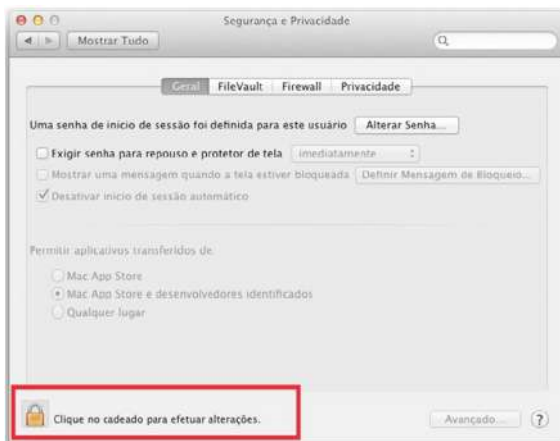 Segurança e Privacidade
Mostrar Tudo
Geral FileVault Firewall Privacidade
Uma senha de início de sessão foi definida para este usuário Alterar Senha...
Exigir senha para repouso e protetor de tela imediatamente
Mostrar uma mensagem quando a tela estiver bloqueada Definir Mensagem de Bloqueio...
Desativar início de sessão automático
Permitir aplicativos transferidos de:
Mac App Store
Mac App Store e desenvolvedores identificados
Qualquer lugar
Clique no cadeado para efetuar alterações.
Avançado... ?